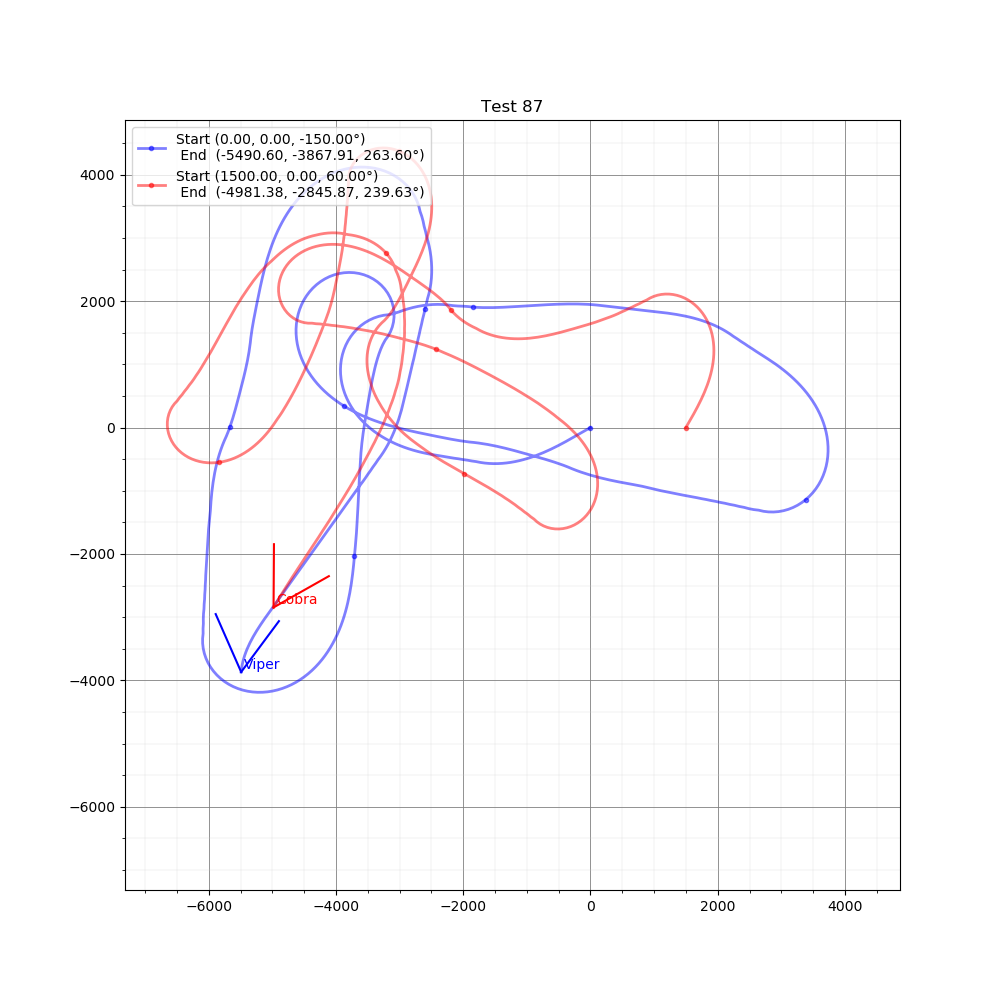 Test 87
Start (0.00, 0.00, -150.00°)
End (-5490.60, -3867.91, 263.60°)
Start (1500.00, 0.00, 60.00°)
End (-4981.38, -2845.87, 239.63°)
4000
2000
0
−2000
−4000
−6000
Cobra
Viper
−6000
−4000
−2000
0
2000
4000